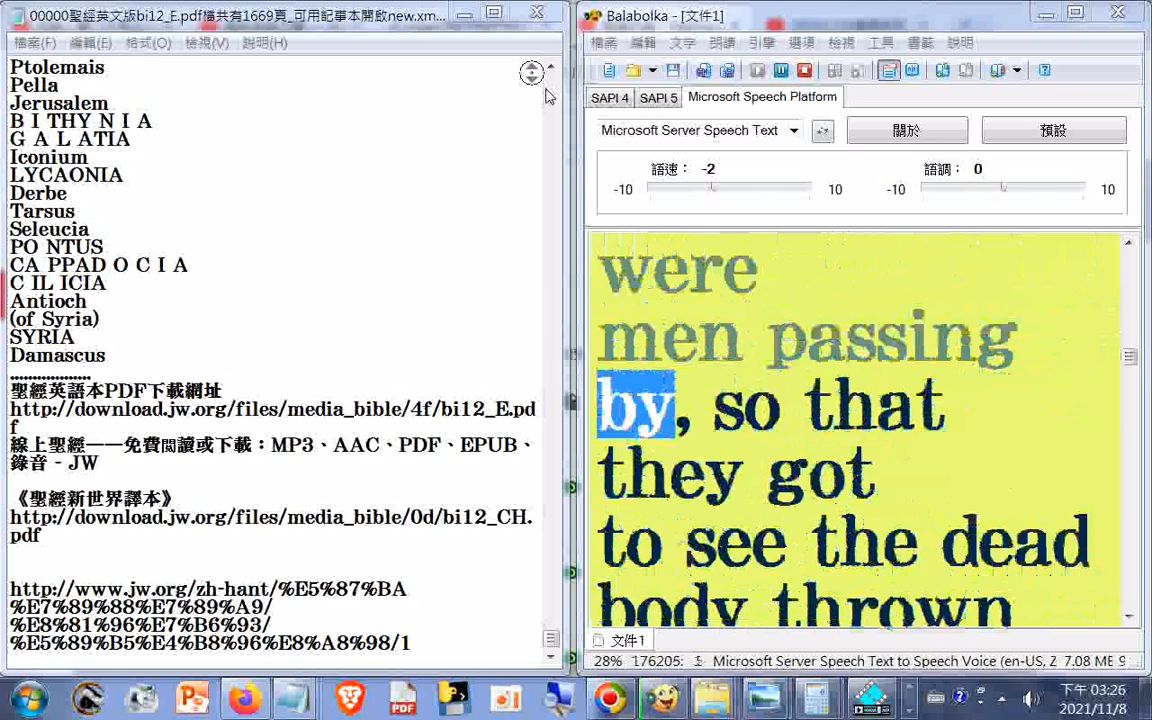 00000聖經英文版bi12_E.pdf檔共有1669頁_可用記事本開啟new.xm...
檔案(F) 編輯(E) 格式(O) 檢視(V) 說明(H)
Ptolemais
Pella
Jerusalem
B I THY N I A
G A L ATIA
Iconium
LYCAONIA
Derbe
Tarsus
Seleucia
PO NTUS
CA PPAD O C I A
C IL ICIA
Antioch
(of Syria)
SYRIA
Damascus
..................
聖經英語本PDF下載網址
http://download.jw.org/files/media_bible/4f/bi12_E.pd
f
線上聖經——免費閱讀或下載：MP3、AAC、PDF、EPUB、
錄音 - JW
《聖經新世界譯本》
http://download.jw.org/files/media_bible/0d/bi12_CH.
pdf
http://www.jw.org/zh-hant/%E5%87%BA
%E7%89%88%E7%89%A9/
%E8%81%96%E7%B6%93/
%E5%89%B5%E4%B8%96%E8%A8%98/1
Balabolka - [文件1]
檔案 編輯 文字 朗讀 引擎 選項 檢視 工具 書籤 說明
SAPI 4 SAPI 5 Microsoft Speech Platform
Microsoft Server Speech Text 關於 預設
語速： -2 語調： 0
-10 10 -10 10
were
men passing
by, so that
they got
to see the dead
body thrown
文件1
28% 176205: 1 Microsoft Server Speech Text to Speech Voice (en-US, Z 7.08 MB 9
PDF
下午 03:26
2021/11/8